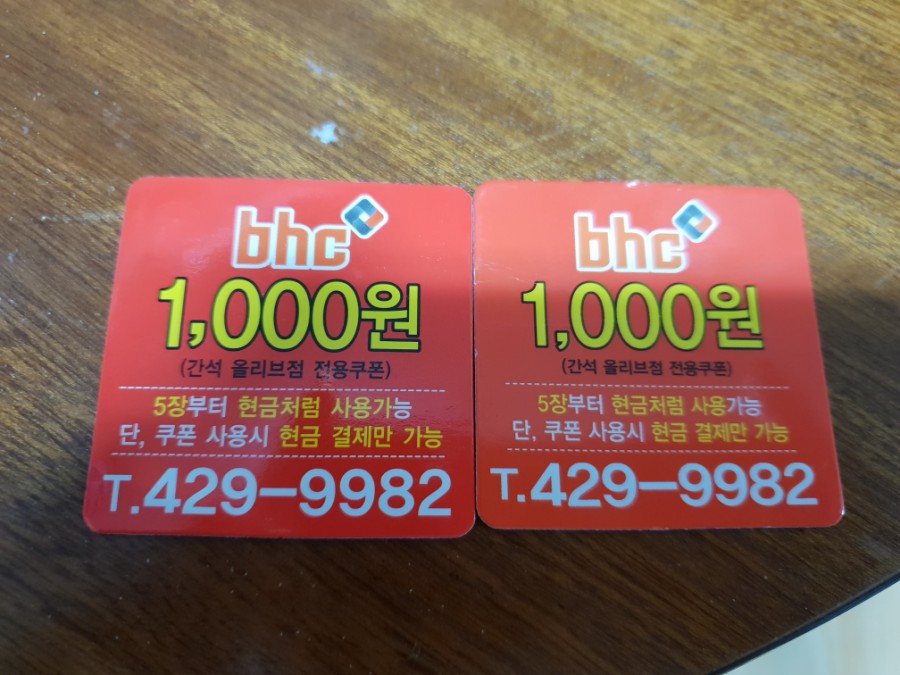 bhc
1,000원
(간석 올리브점 전용쿠폰)
5장부터 현금처럼 사용가능
단, 쿠폰 사용시 현금 결제만 가능
T.429-9982
bhc
1,000원
(간석 올리브점 전용쿠폰)
5장부터 현금처럼 사용가능
단, 쿠폰 사용시 현금 결제만 가능
T.429-9982